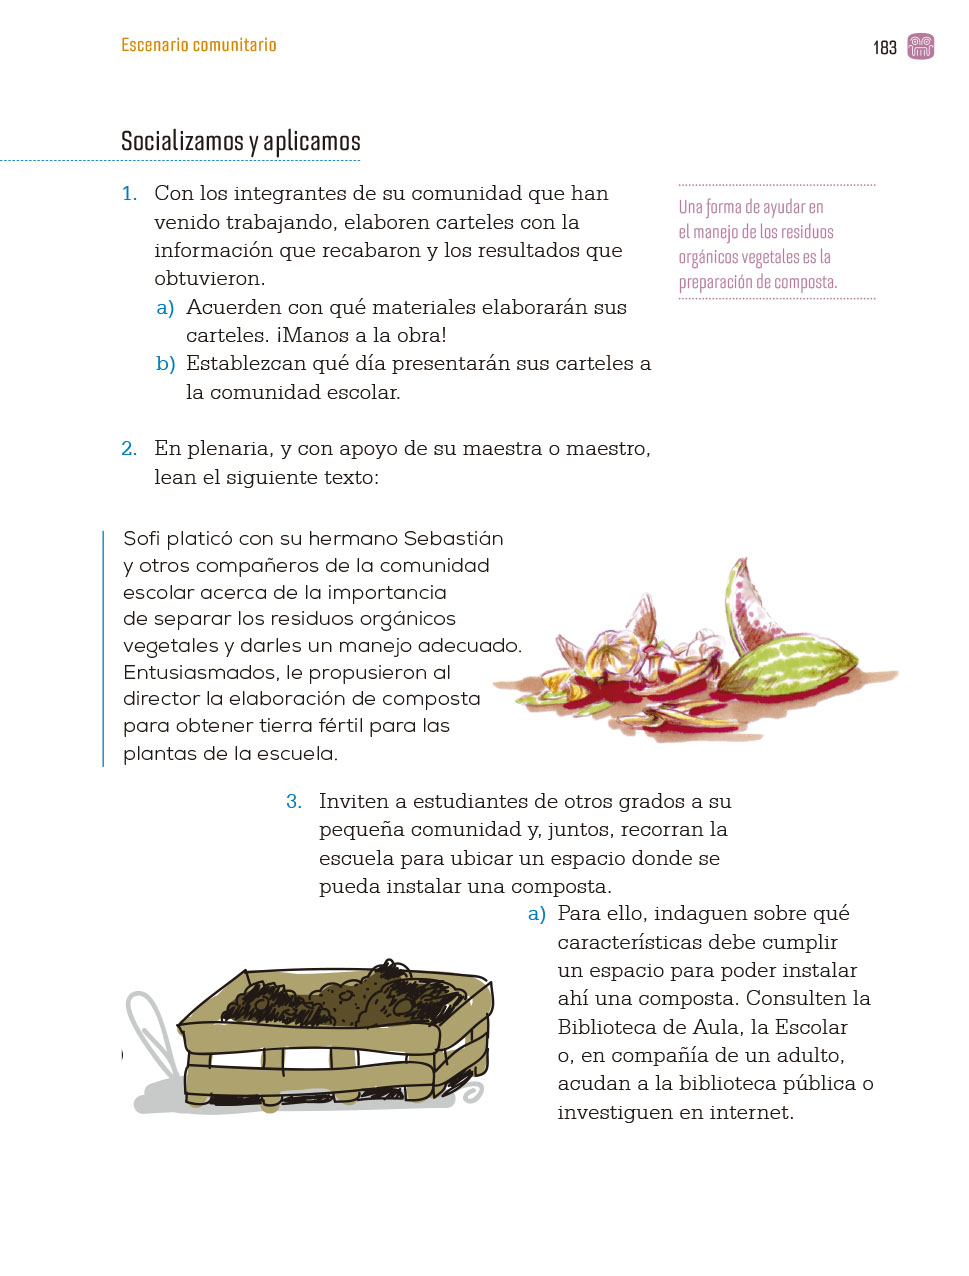 Escenario comunitario
183
Socializamos y aplicamos
1. Con los integrantes de su comunidad que han
venido trabajando, elaboren carteles con la
información que recabaron y los resultados que
obtuvieron.
a) Acuerden con qué materiales elaborarán sus
carteles. ¡Manos a la obra!
b) Establezcan qué día presentarán sus carteles a
la comunidad escolar.
Una forma de ayudar en
el manejo de los residuos
orgánicos vegetales es la
preparación de composta.
2. En plenaria, y con apoyo de su maestra o maestro,
lean el siguiente texto:
Sofi platicó con su hermano Sebastián
y otros compañeros de la comunidad
escolar acerca de la importancia
de separar los residuos orgánicos
vegetales y darles un manejo adecuado.
Entusiasmados, le propusieron al
director la elaboración de composta
para obtener tierra fértil para las
plantas de la escuela.
3. Inviten a estudiantes de otros grados a su
pequeña comunidad y, juntos, recorran la
escuela para ubicar un espacio donde se
pueda instalar una composta.
a) Para ello, indaguen sobre qué
características debe cumplir
un espacio para poder instalar
ahí una composta. Consulten la
Biblioteca de Aula, la Escolar
o, en compañía de un adulto,
acudan a la biblioteca pública o
investiguen en internet.